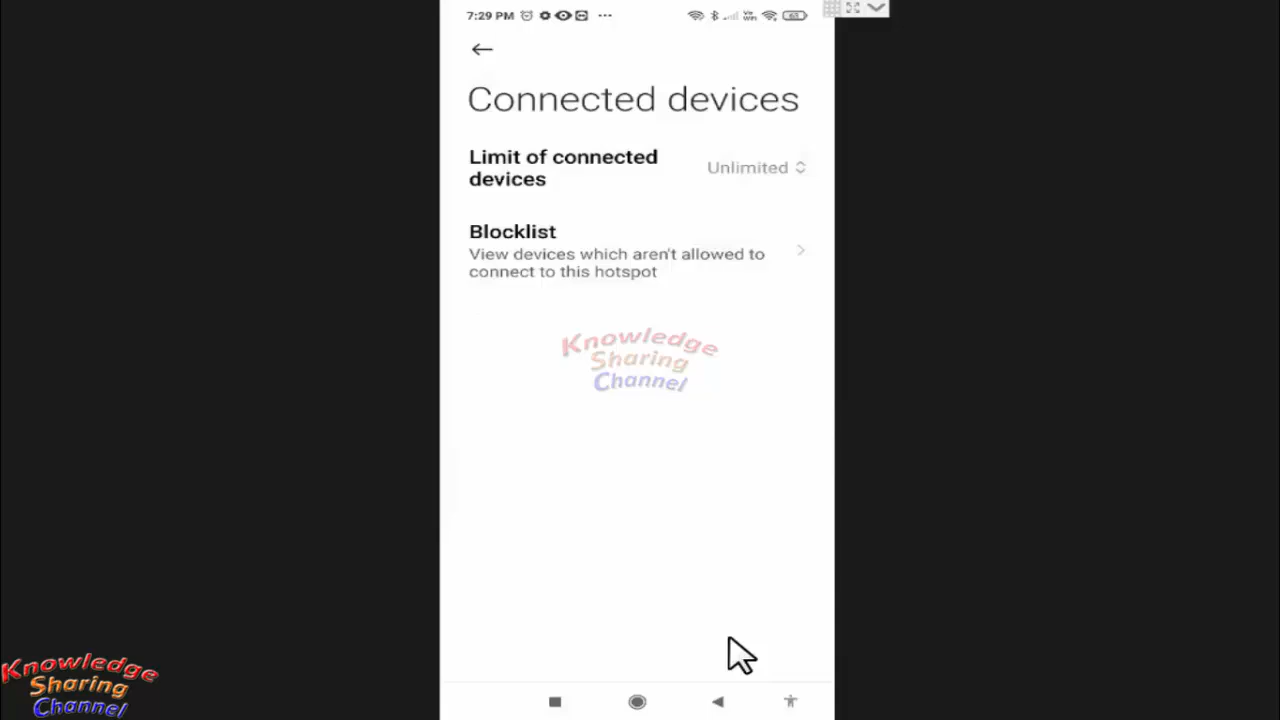 7:29 PM
Connected devices
Limit of connected
devices
Unlimited
Blocklist
View devices which aren't allowed to
connect to this hotspot
Knowledge
Sharing
Channel
Knowledge
Sharing
Channel